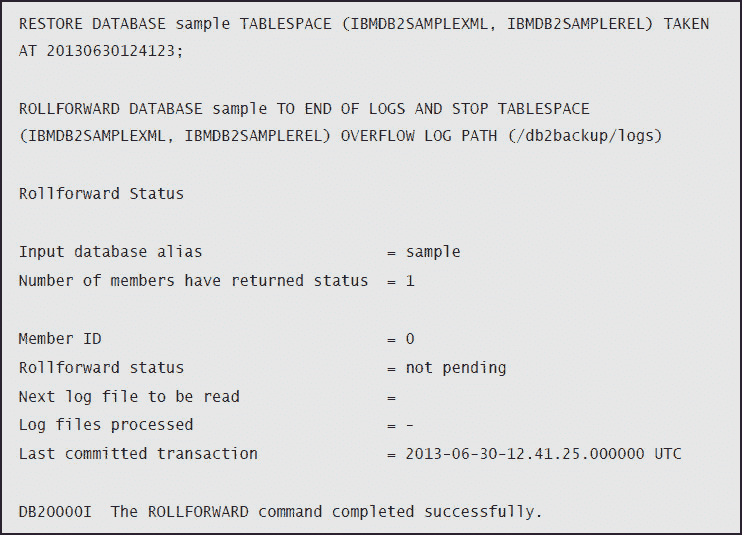 RESTORE DATABASE sample TABLESPACE (IBMDB2SAMPLEXML, IBMDB2SAMPLEREL) TAKEN
AT 20130630124123;
ROLLFORWARD DATABASE sample TO END OF LOGS AND STOP TABLESPACE
(IBMDB2SAMPLEXML, IBMDB2SAMPLEREL) OVERFLOW LOG PATH (/db2backup/logs)
Rollforward Status
Input database alias = sample
Number of members have returned status = 1
Member ID = 0
Rollforward status = not pending
Next log file to be read =
Log files processed = -
Last committed transaction = 2013-06-30-12.41.25.000000 UTC
DB20000I The ROLLFORWARD command completed successfully.